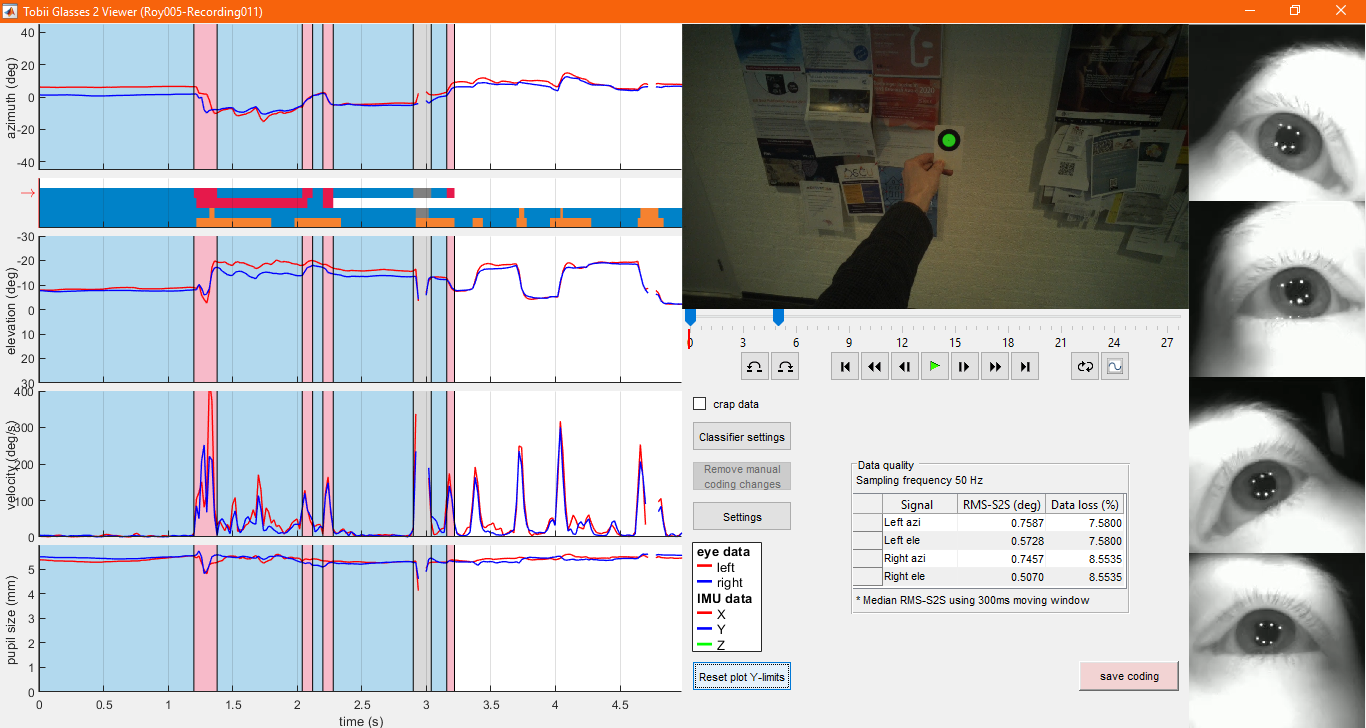 Tobii Glasses 2 Viewer (Roy005-Recording011)
azimuth (deg)
40
20
0
-20
-40
elevation (deg)
-30
-20
-10
0
10
20
30
velocity (deg/s)
400
300
200
100
0
pupil size (mm)
5
4
3
2
1
0
0 0.5 1 1.5 2 2.5 3 3.5 4 4.5
time (s)
0 3 6 9 12 15 18 21 24 27
crap data
Classifier settings
Remove manual
coding changes
Settings
eye data
left
right
IMU data
X
Y
Z
Reset plot Y-limits
Data quality
Sampling frequency 50 Hz
Signal RMS-S2S (deg) Data loss (%)
Left azi 0.7587 7.5800
Left ele 0.5728 7.5800
Right azi 0.7457 8.5535
Right ele 0.5070 8.5535
* Median RMS-S2S using 300ms moving window
save coding